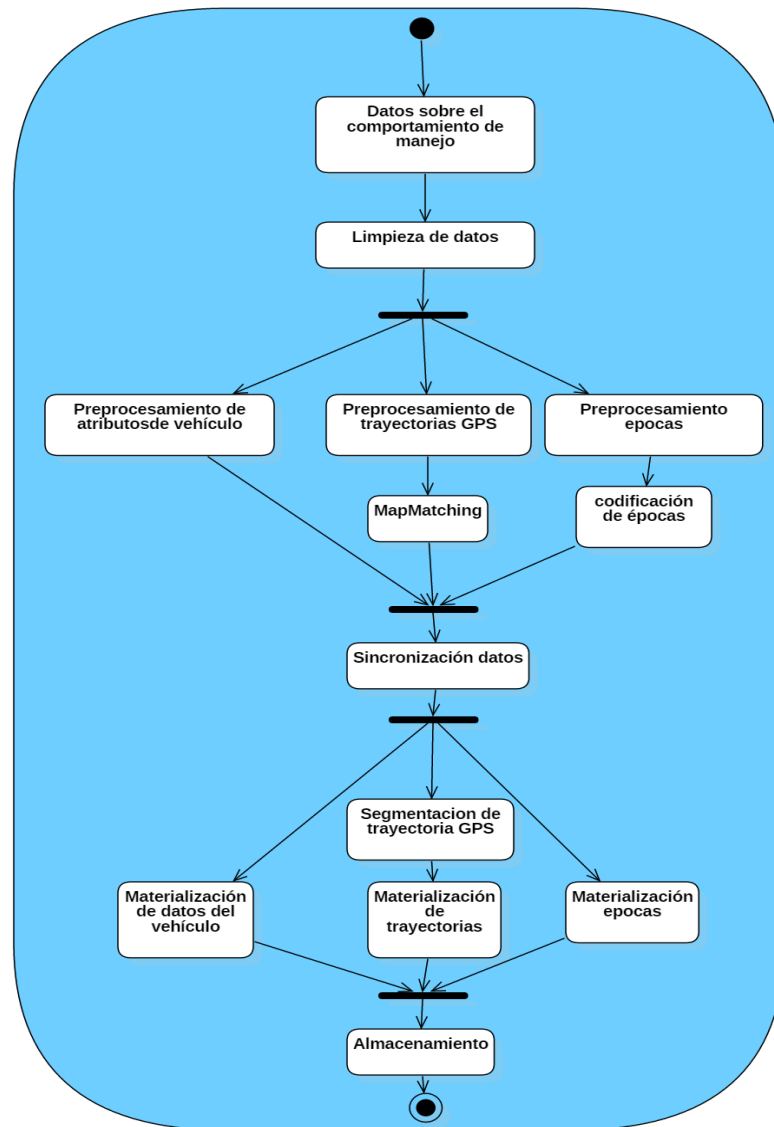 Datos sobre el
comportamiento de
manejo
Limpieza de datos
Preprocesamiento de
atributosde vehículo
Preprocesamiento de
trayectorias GPS
Preprocesamiento
epocas
MapMatching
codificación
de épocas
Sincronización datos
Segmentacion de
trayectoria GPS
Materialización
de datos del
vehículo
Materialización
de
trayectorias
Materialización
epocas
Almacenamiento